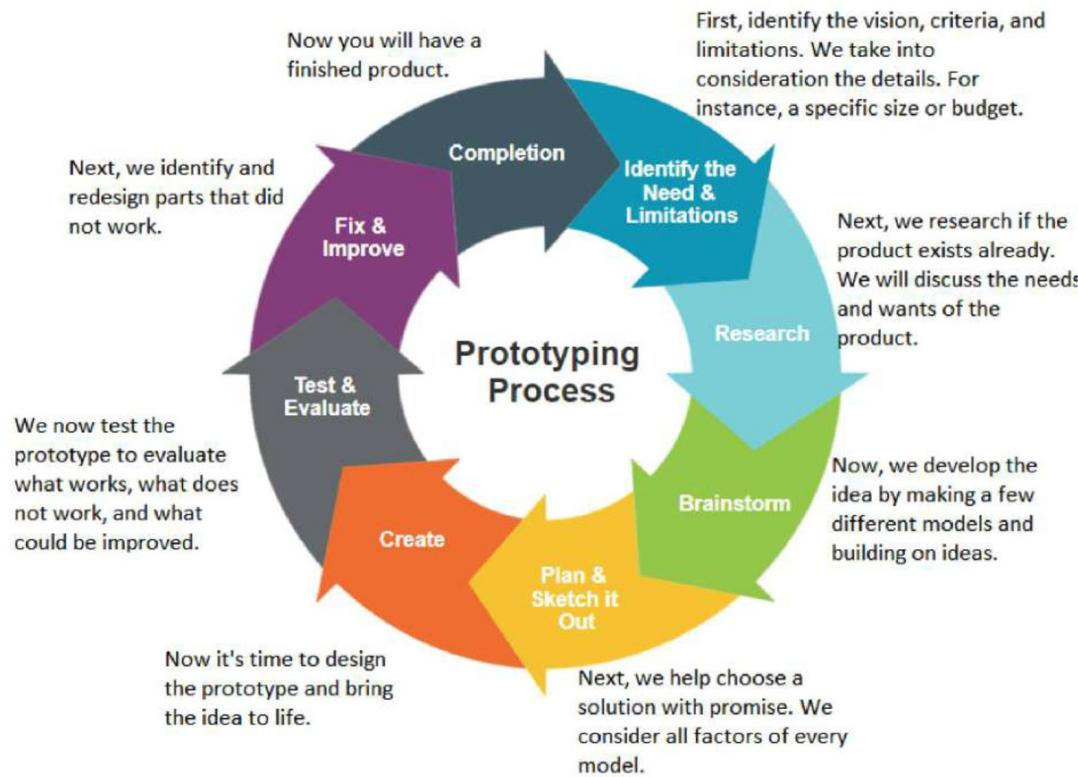 Prototyping
Process
Identify the
Need &
Limitations
First, identify the vision, criteria, and
limitations. We take into
consideration the details. For
instance, a specific size or budget.
Research
Next, we research if the
product exists already.
We will discuss the needs
and wants of the
product.
Brainstorm
Now, we develop the
idea by making a few
different models and
building on ideas.
Plan &
Sketch it
Out
Next, we help choose a
solution with promise. We
consider all factors of every
model.
Create
Now it's time to design
the prototype and bring
the idea to life.
Test &
Evaluate
We now test the
prototype to evaluate
what works, what does
not work, and what
could be improved.
Fix &
Improve
Next, we identify and
redesign parts that did
not work.
Completion
Now you will have a
finished product.